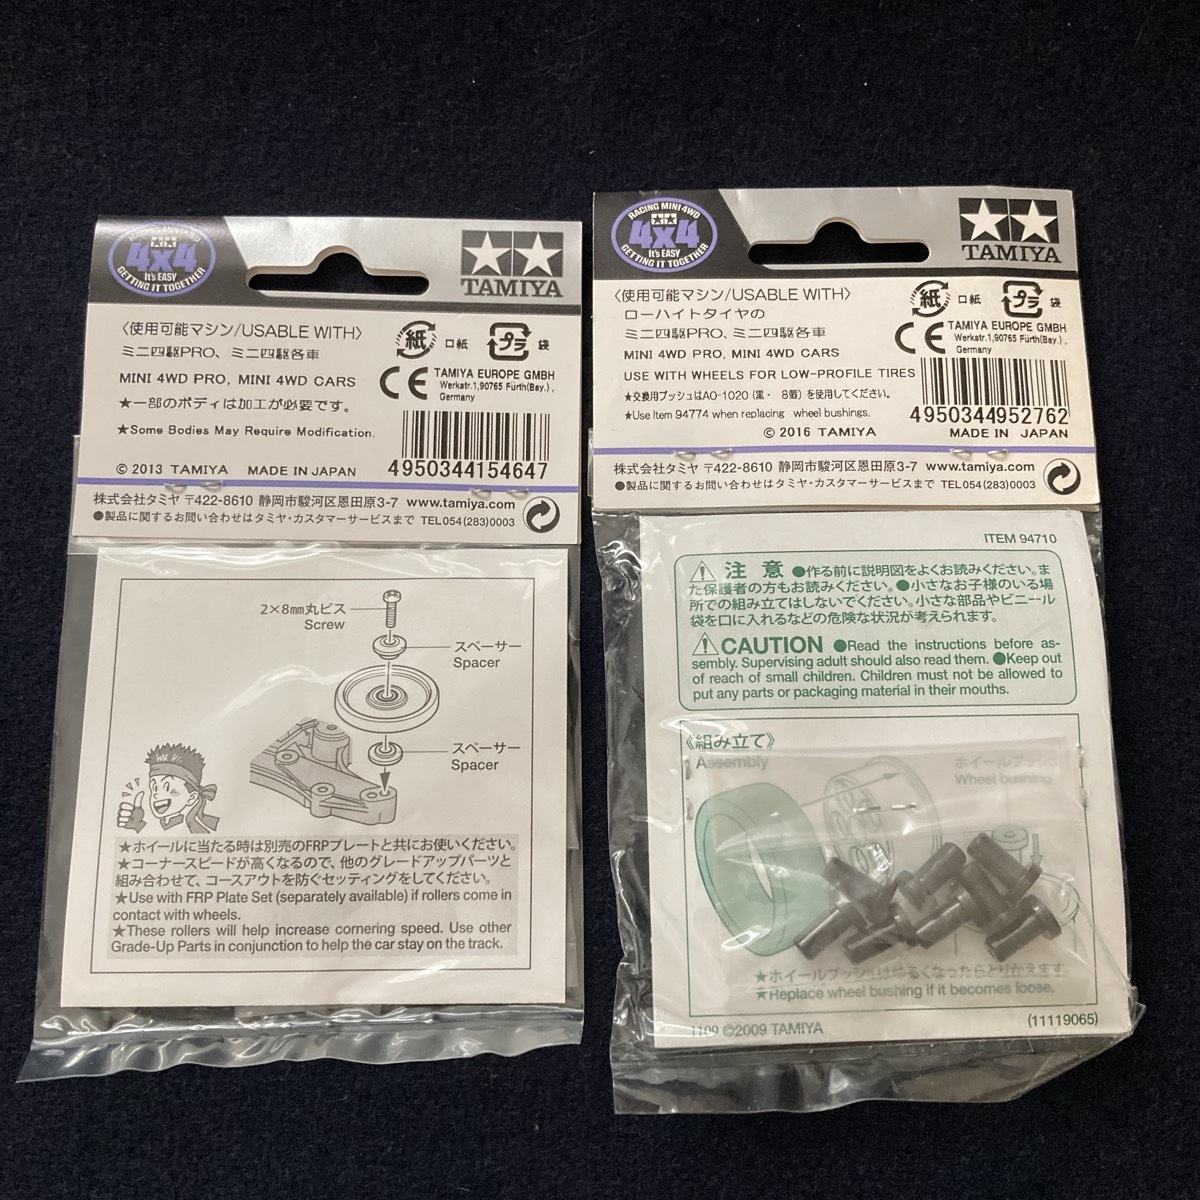 4x4
It's EASY
GETTING IT TOGETHER
TAMIYA
〈使用可能マシン/USABLE WITH〉
ミニ四駆PRO、ミニ四駆各車
MINI 4WD PRO, MINI 4WD CARS
★一部のボディは加工が必要です。
★Some Bodies May Require Modification.
© 2013 TAMIYA MADE IN JAPAN
紙 口紙 プラ 袋
CE TAMIYA EUROPE GMBH
Werkstr.1,90765 Fürth(Bay.),
Germany
4950344154647
株式会社タミヤ 〒422-8610 静岡市駿河区恩田原3-7 www.tamiya.com
●製品に関するお問い合わせはタミヤ・カスタマーサービスまで TEL054(283)0003
2×8mm丸ビス
Screw
スペーサー
Spacer
スペーサー
Spacer
★ホイールに当たる時は別売のFRPプレートと共にお使いください。
★コーナースピードが高くなるので、他のグレードアップパーツと
組み合わせて、コースアウトを防ぐセッティングをしてください。
★Use with FRP Plate Set (separately available) if rollers come in
contact with wheels.
★These rollers will help increase cornering speed. Use other
Grade-Up Parts in conjunction to help the car stay on the track.
RACING MINI 4WD
4x4
It's EASY
GETTING IT TOGETHER
TAMIYA
〈使用可能マシン/USABLE WITH〉
ローハイトタイヤの
ミニ四駆PRO、ミニ四駆各車
MINI 4WD PRO, MINI 4WD CARS
USE WITH WHEELS FOR LOW-PROFILE TIRES
★交換用ブッシュはAO-1020(黒・ 8個)を使用してください。
★Use Item 94774 when replacing wheel bushings.
© 2016 TAMIYA MADE IN JAPAN
紙 口紙 プラ 袋
CE TAMIYA EUROPE GMBH
Werkstr.1,90765 Fürth(Bay.),
Germany
4950344952762
株式会社タミヤ 〒422-8610 静岡市駿河区恩田原3-7 www.tamiya.com
●製品に関するお問い合わせはタミヤ・カスタマーサービスまで TEL054(283)0003
ITEM 94710
注 意 ●作る前に説明図をよくお読みください。ま
た保護者の方もお読みください。●小さなお子様のいる場
所での組み立てはしないでください。小さな部品やビニール
袋を口に入れるなどの危険な状況が考えられます。
CAUTION ●Read the instructions before as-
sembly. Supervising adult should also read them. ●Keep out
of reach of small children. Children must not be allowed to
put any parts or packaging material in their mouths.
《組み立て》
Assembly
ホイールブッシュ
Wheel bushing
★ホイールブッシュはゆるくなったらとりかえます。
★Replace wheel bushing if it becomes loose.
1109 ©2009 TAMIYA (11119065)